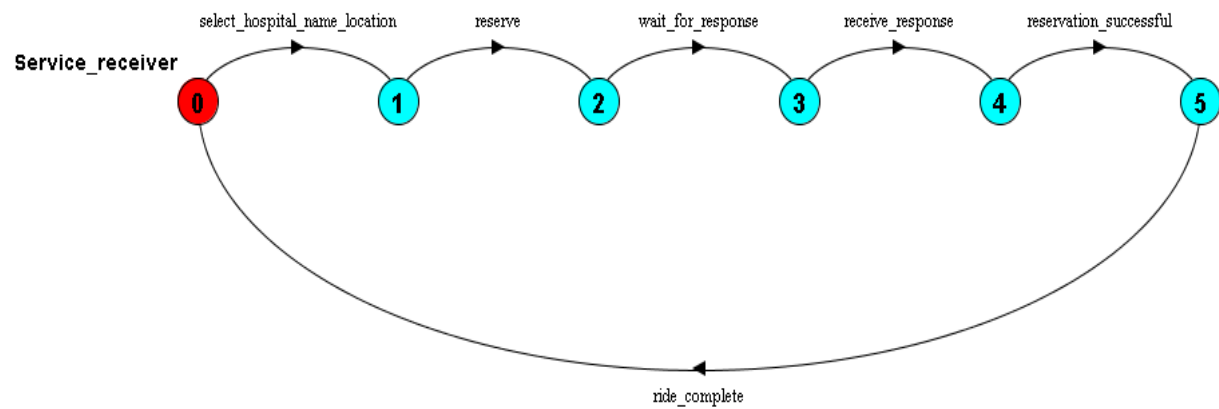 select_hospital_name_location
reserve
wait_for_response
receive_response
reservation_successful
Service_receiver
0
1
2
3
4
5
ride_complete